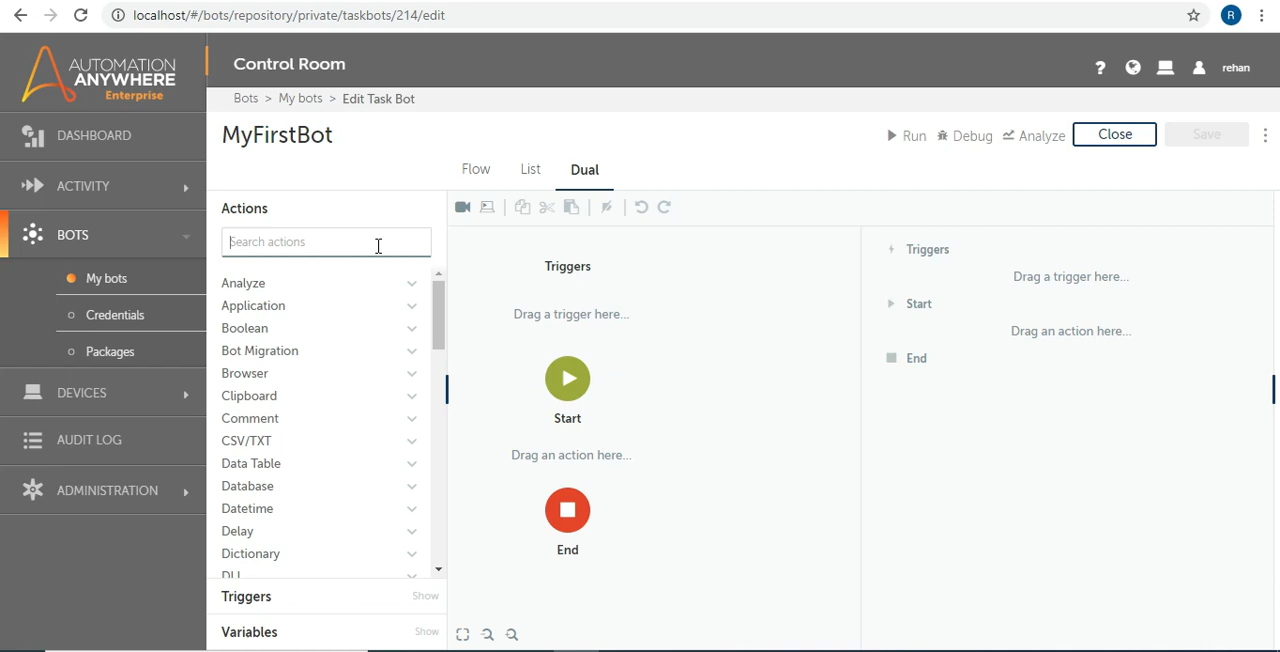 localhost/#/bots/repository/private/taskbots/214/edit
R
AUTOMATION
ANYWHERE
Enterprise
Control Room
? rehan
Bots > My bots > Edit Task Bot
MyFirstBot
Run Debug Analyze Close Save
Flow List Dual
DASHBOARD
ACTIVITY
BOTS
My bots
Credentials
Packages
DEVICES
AUDIT LOG
ADMINISTRATION
Actions
Search actions
Analyze
Application
Boolean
Bot Migration
Browser
Clipboard
Comment
CSV/TXT
Data Table
Database
Datetime
Delay
Dictionary
DLL
Triggers Show
Variables Show
Triggers
Drag a trigger here...
Start
Drag an action here...
End
Triggers
Drag a trigger here...
Start
Drag an action here...
End